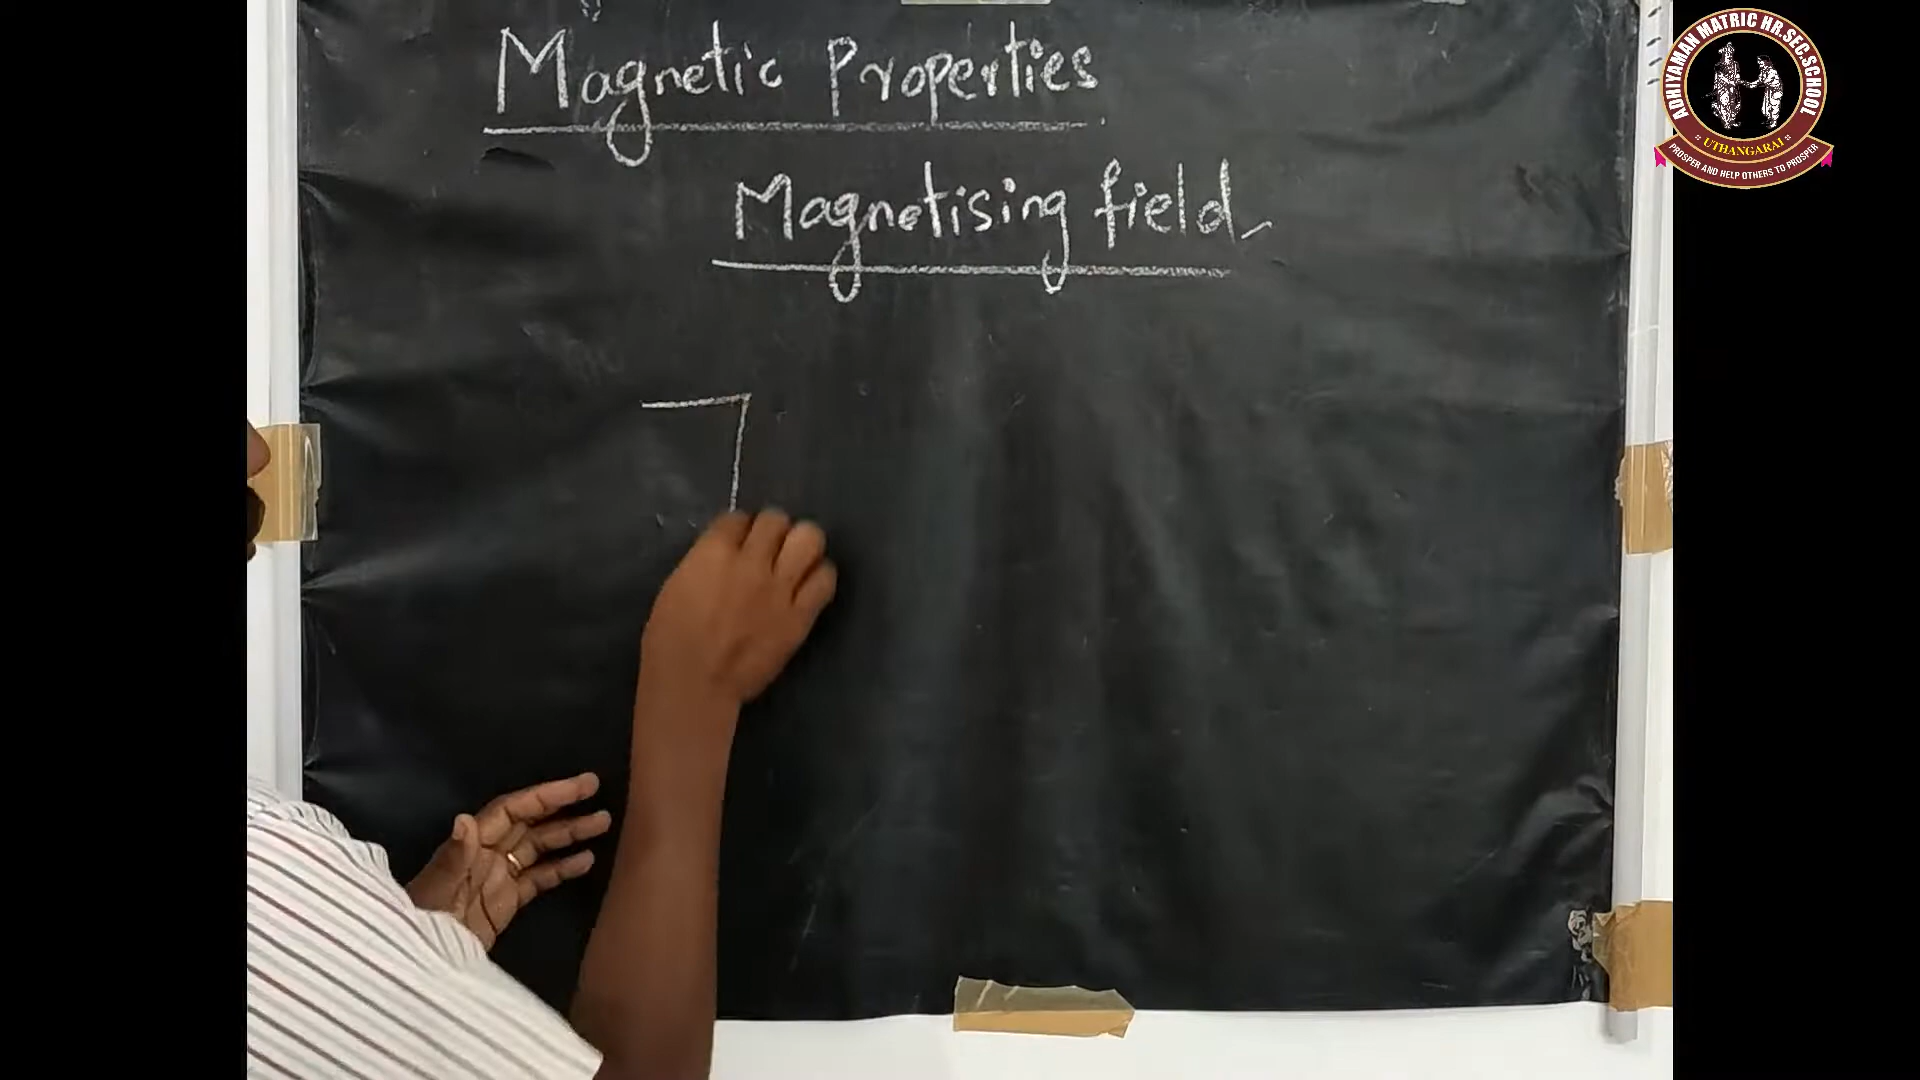 Magnetic Properties
Magnetising field
ADHIYAMAN MATRIC HR.SEC.SCHOOL
UTHANGARAI
PROSPER AND HELP OTHERS TO PROSPER